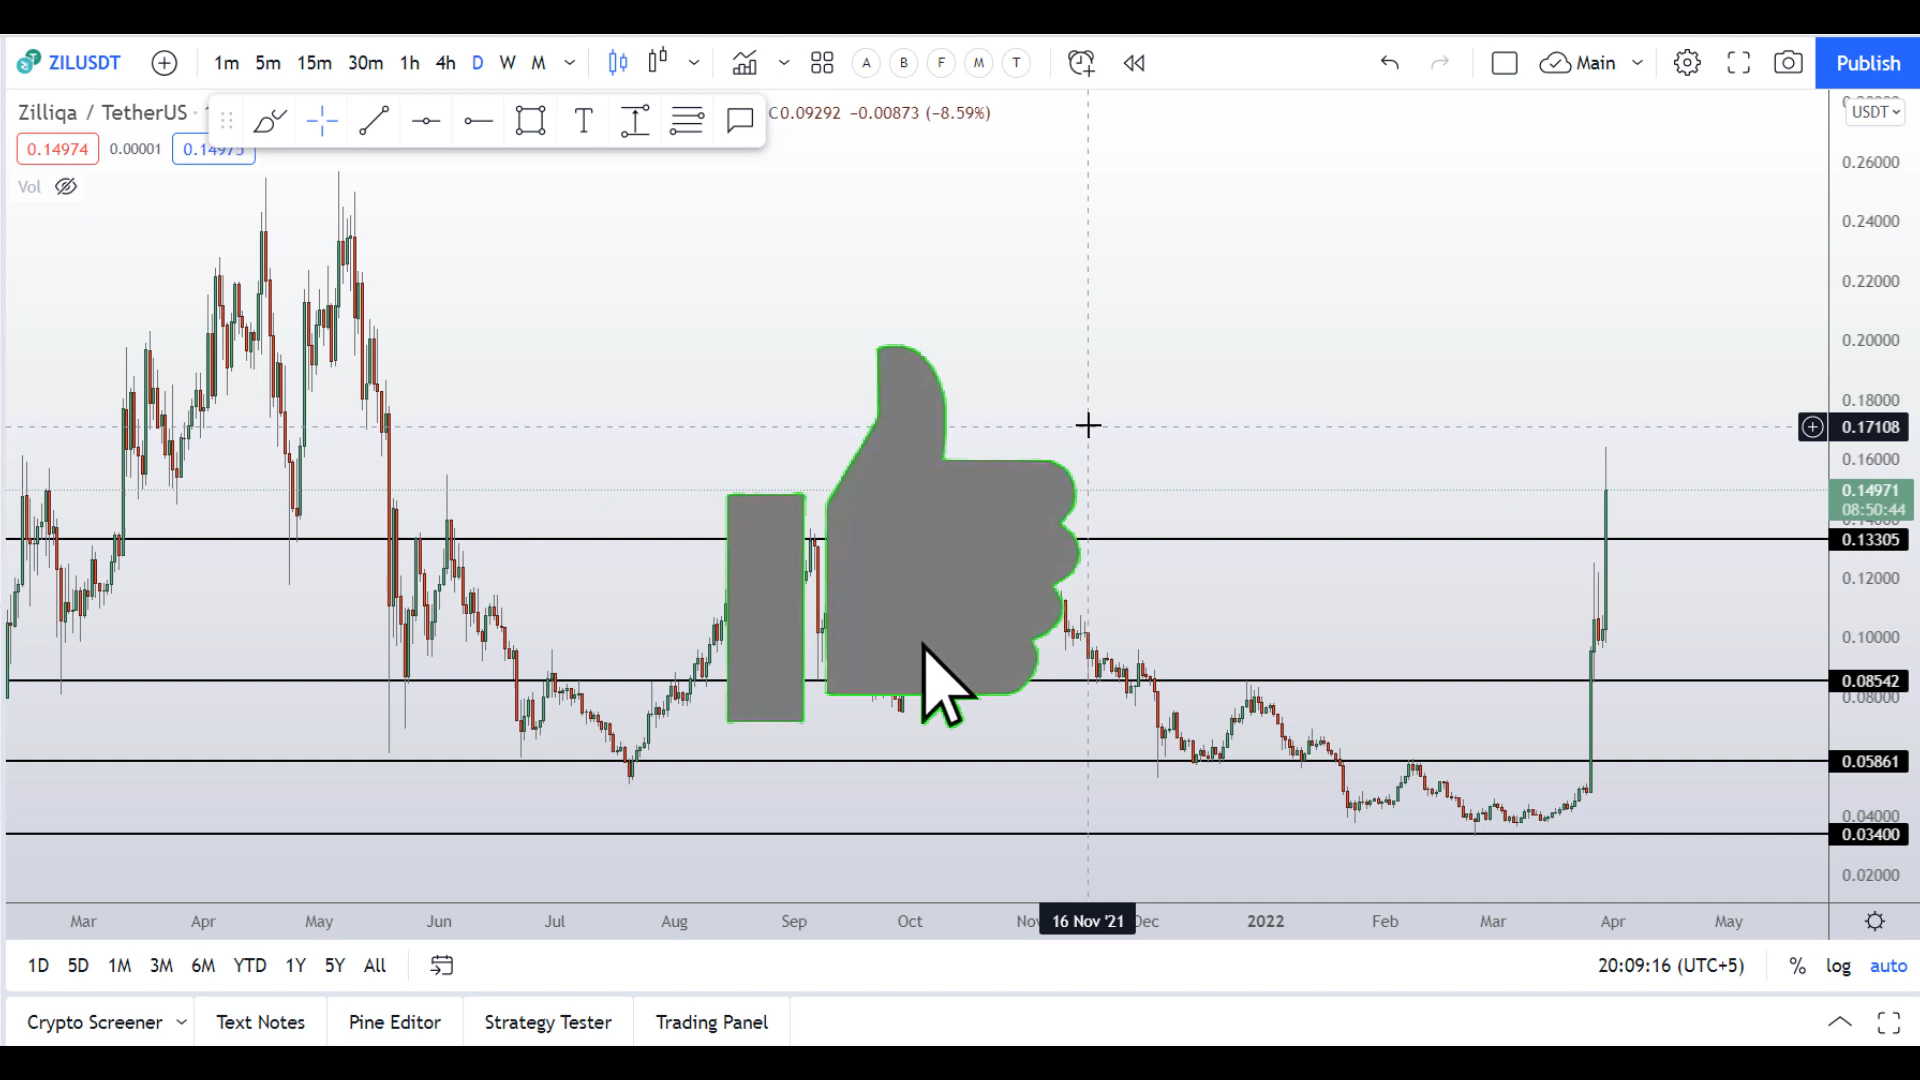 ZILUSDT 1m 5m 15m 30m 1h 4h D W M A B F M T Main Publish
Zilliqa / TetherUS · C0.09292 −0.00873 (−8.59%) USDT
0.14974 0.00001 0.14975
Vol
0.26000
0.24000
0.22000
0.20000
0.18000
0.17108
0.16000
0.14971
08:50:44
0.13305
0.12000
0.10000
0.08542
0.08000
0.05861
0.04000
0.03400
0.02000
Mar Apr May Jun Jul Aug Sep Oct Nov 16 Nov '21 Dec 2022 Feb Mar Apr May
1D 5D 1M 3M 6M YTD 1Y 5Y All 20:09:16 (UTC+5) % log auto
Crypto Screener Text Notes Pine Editor Strategy Tester Trading Panel